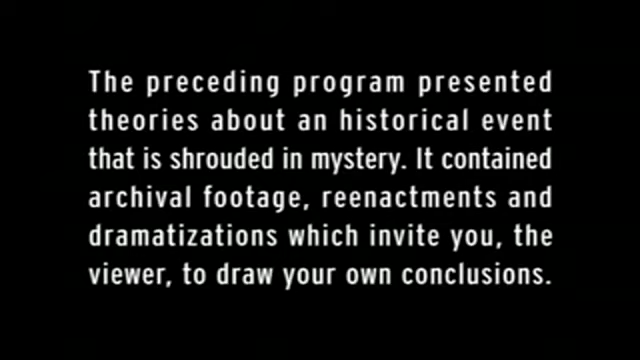 The preceding program presented
theories about an historical event
that is shrouded in mystery. It contained
archival footage, reenactments and
dramatizations which invite you, the
viewer, to draw your own conclusions.